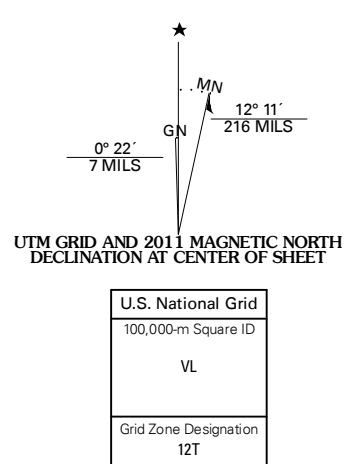 ★
MN
GN
12° 11´
216 MILS
0° 22´
7 MILS
UTM GRID AND 2011 MAGNETIC NORTH
DECLINATION AT CENTER OF SHEET
U.S. National Grid
100,000-m Square ID
VL
Grid Zone Designation
12T